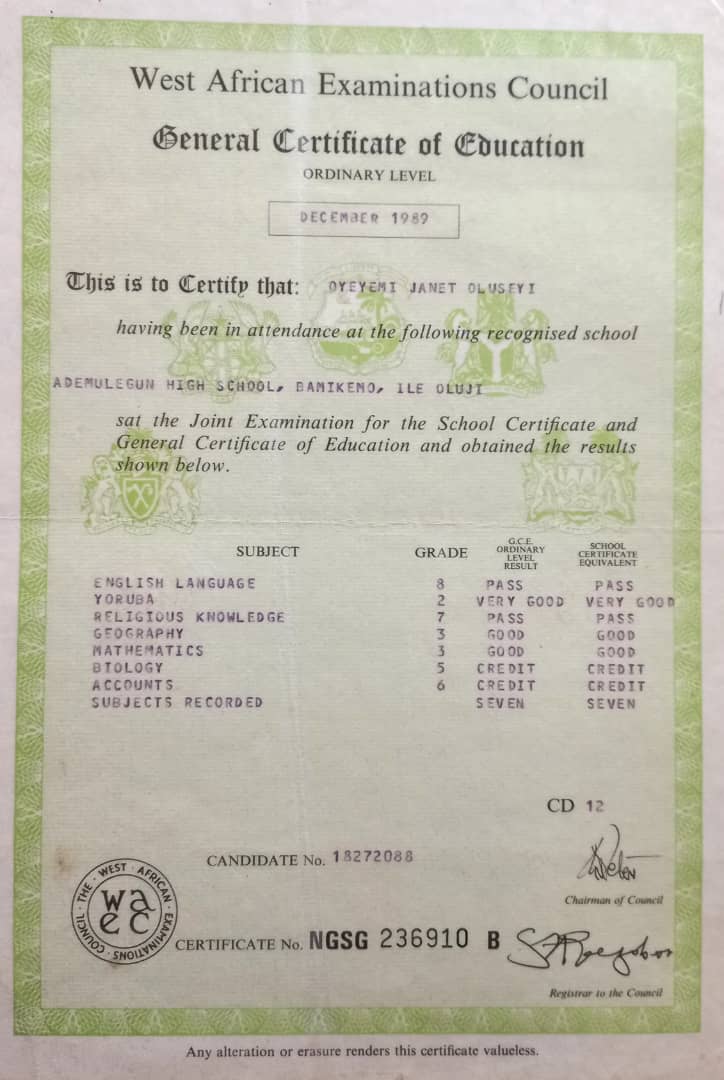 West African Examinations Council
General Certificate of Education
ORDINARY LEVEL
DECEMBER 1989
This is to Certify that: OYEYEMI JANET OLUSEYI
having been in attendance at the following recognised school
ADEMULEGUN HIGH SCHOOL, BAMIKEMO, ILE OLUJI
sat the Joint Examination for the School Certificate and
General Certificate of Education and obtained the results
shown below.
SUBJECT GRADE G.C.E. ORDINARY LEVEL RESULT SCHOOL CERTIFICATE EQUIVALENT
ENGLISH LANGUAGE 8 PASS PASS
YORUBA 2 VERY GOOD VERY GOOD
RELIGIOUS KNOWLEDGE 7 PASS PASS
GEOGRAPHY 3 GOOD GOOD
MATHEMATICS 3 GOOD GOOD
BIOLOGY 5 CREDIT CREDIT
ACCOUNTS 6 CREDIT CREDIT
SUBJECTS RECORDED SEVEN SEVEN
CD 12
CANDIDATE No. 18272088
Chairman of Council
THE · WEST · AFRICAN · EXAMINATIONS · COUNCIL
waec
CERTIFICATE No. NGSG 236910 B
Registrar to the Council
Any alteration or erasure renders this certificate valueless.